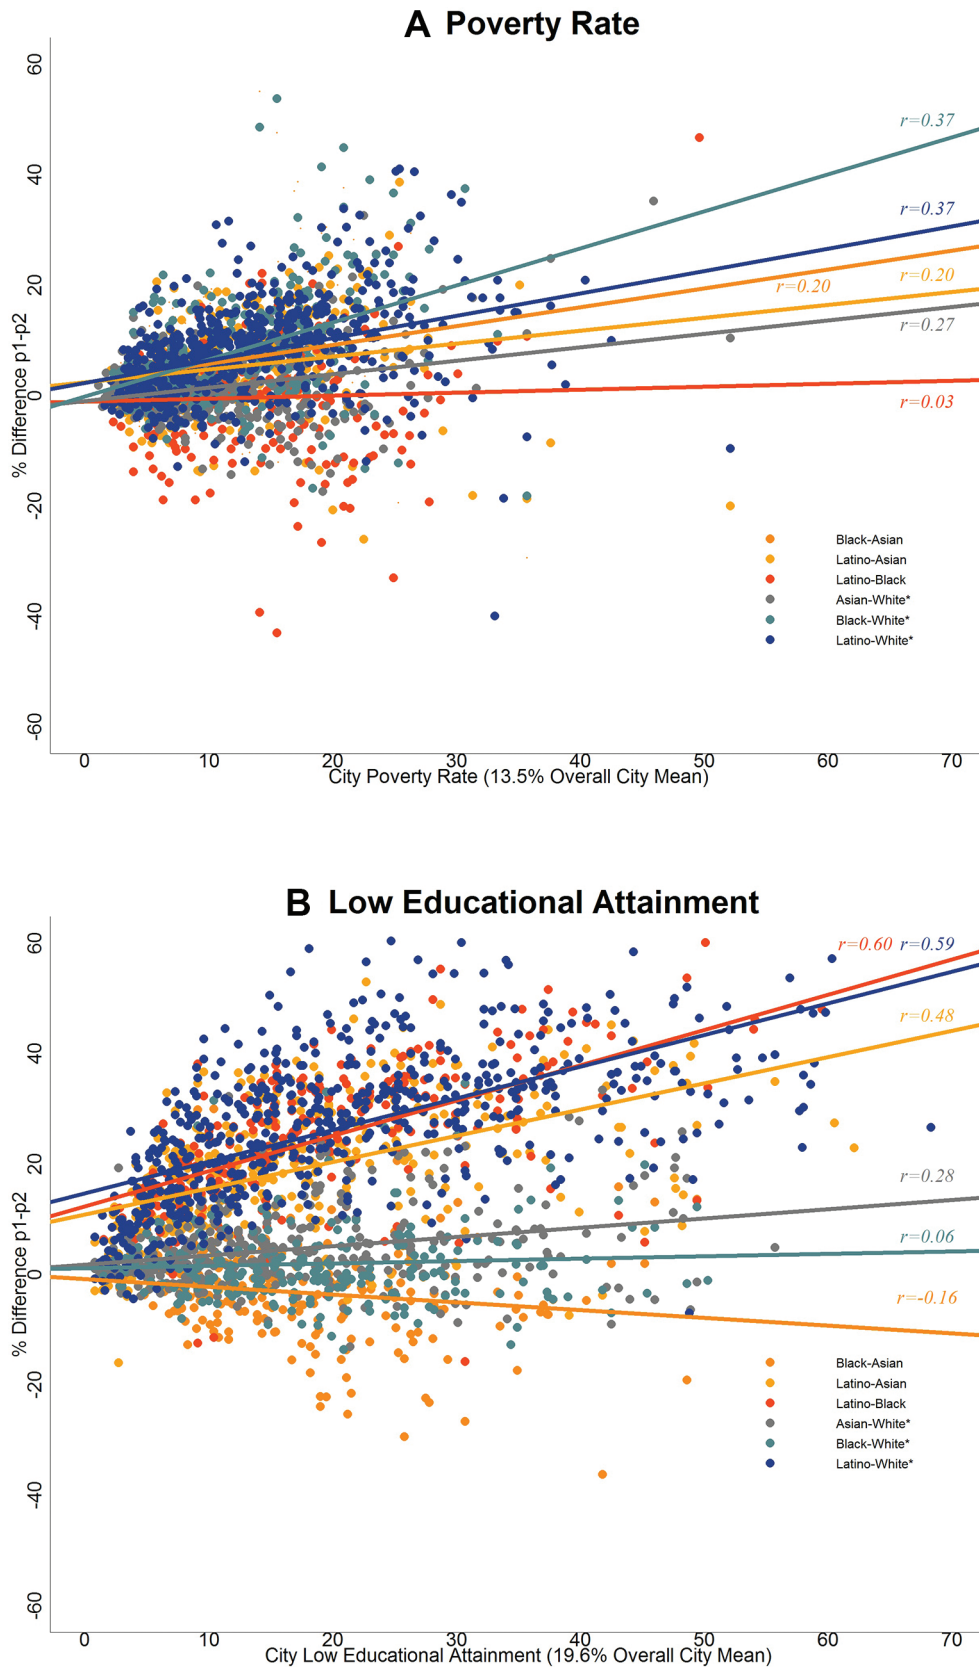 A Poverty Rate
60
40
20
0
-20
-40
-60
% Difference p1-p2
r=0.37
r=0.37
r=0.20
r=0.20
r=0.27
r=0.03
Black-Asian
Latino-Asian
Latino-Black
Asian-White*
Black-White*
Latino-White*
0 10 20 30 40 50 60 70
City Poverty Rate (13.5% Overall City Mean)
B Low Educational Attainment
60
40
20
0
-20
-40
-60
% Difference p1-p2
r=0.60 r=0.59
r=0.48
r=0.28
r=0.06
r=-0.16
Black-Asian
Latino-Asian
Latino-Black
Asian-White*
Black-White*
Latino-White*
0 10 20 30 40 50 60 70
City Low Educational Attainment (19.6% Overall City Mean)